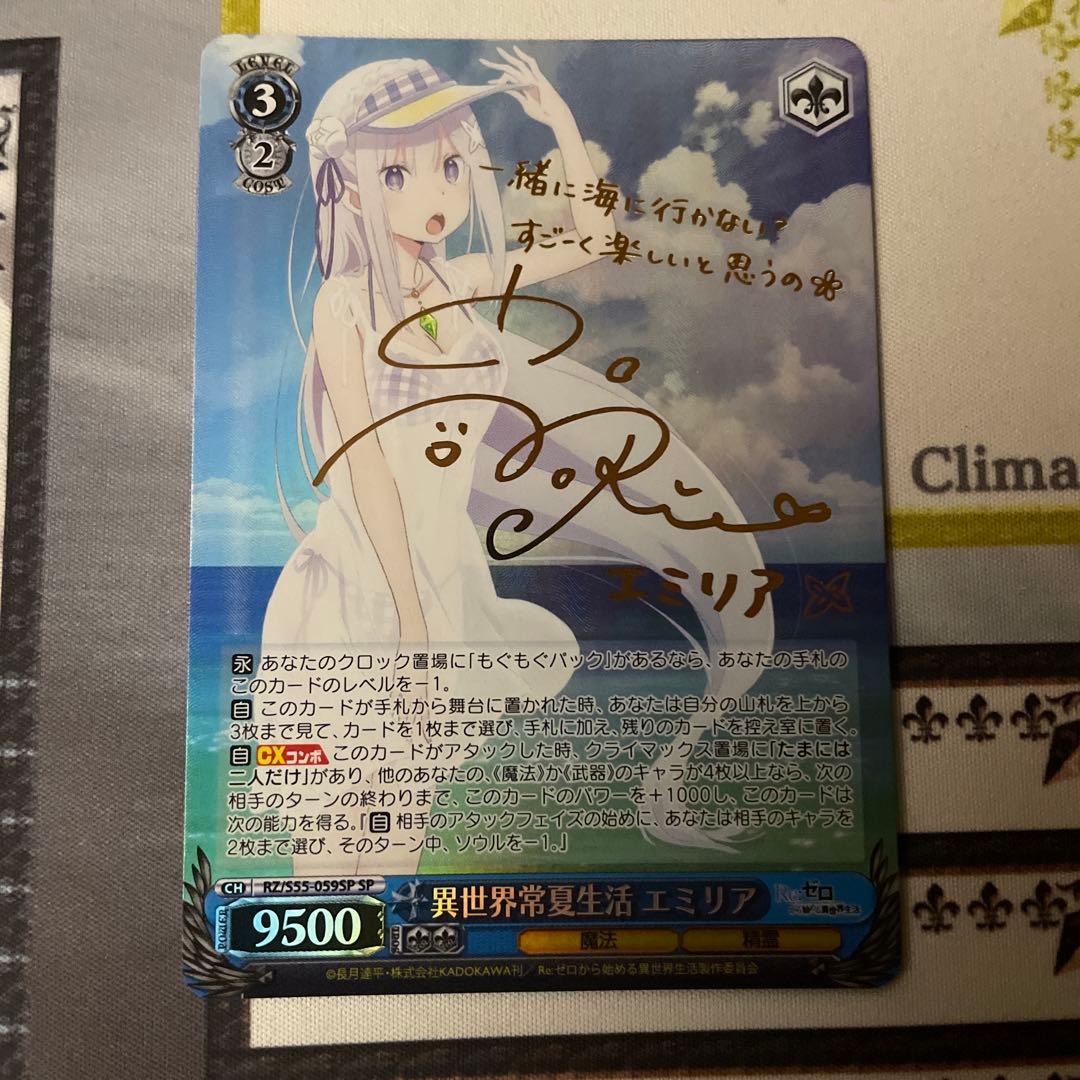 LEVEL
3
2
COST
一緒に海に行かない?
すごーく楽しいと思うの
Rie
エミリア
Clima
永 あなたのクロック置場に「もぐもぐパック」があるなら、あなたの手札の
このカードのレベルを－1。
自 このカードが手札から舞台に置かれた時、あなたは自分の山札を上から
3枚まで見て、カードを1枚まで選び、手札に加え、残りのカードを控え室に置く。
自 CXコンボ このカードがアタックした時、クライマックス置場に「たまには
二人だけ」があり、他のあなたの、《魔法》か《武器》のキャラが4枚以上なら、次の
相手のターンの終わりまで、このカードのパワーを＋1000し、このカードは
次の能力を得る。『自 相手のアタックフェイズの始めに、あなたは相手のキャラを
2枚まで選び、そのターン中、ソウルを－1。』
CH RZ/S55-059SP SP
異世界常夏生活 エミリア
Re:ゼロ
から始める異世界生活
POWER
9500
SOUL
魔法 精霊
©長月達平・株式会社KADOKAWA刊／Re:ゼロから始める異世界生活製作委員会